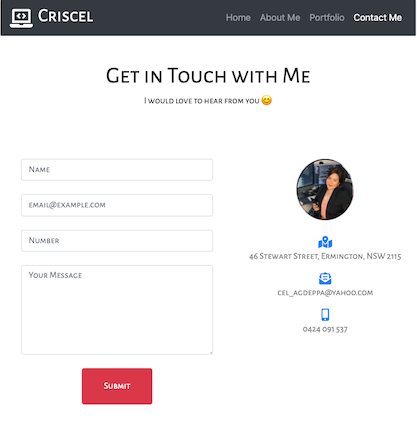 Criscel
Home About Me Portfolio Contact Me
Get in Touch with Me
I would love to hear from you 😊
Name
email@example.com
Number
Your Message
Submit
46 Stewart Street, Ermington, NSW 2115
cel_agdeppa@yahoo.com
0424 091 537